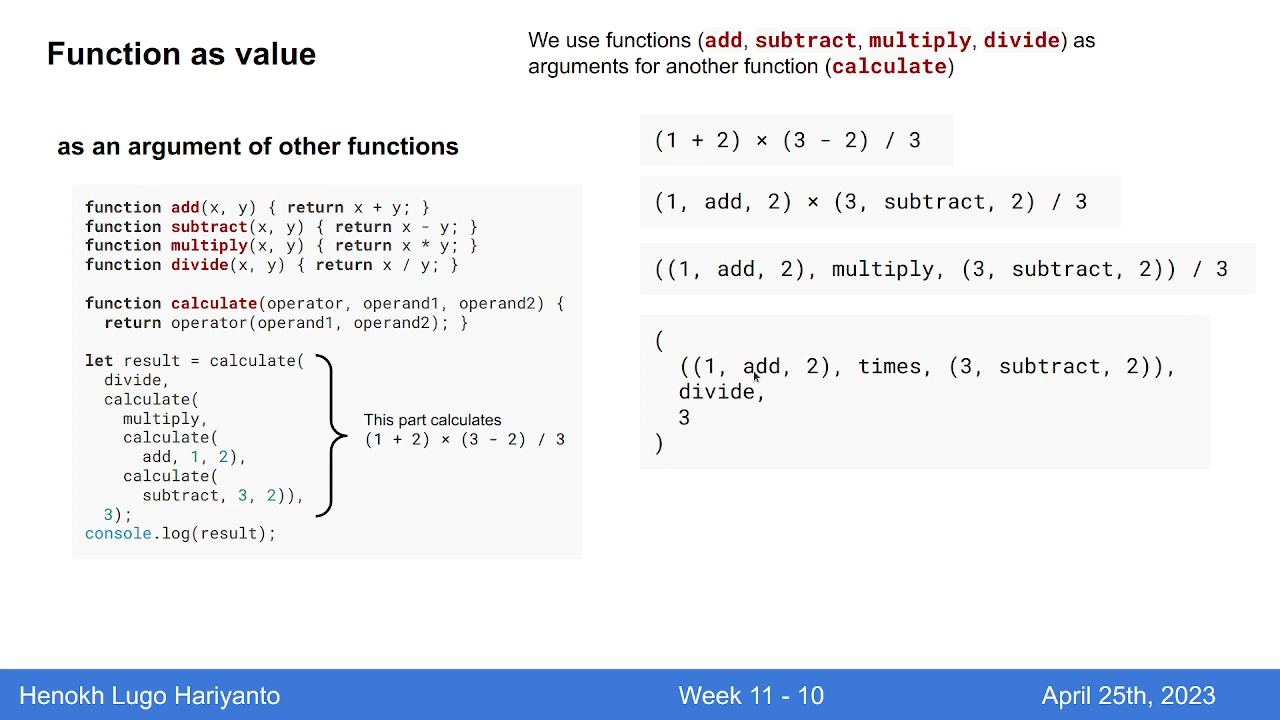 Function as value
We use functions (add, subtract, multiply, divide) as
arguments for another function (calculate)
as an argument of other functions
function add(x, y) { return x + y; }
function subtract(x, y) { return x - y; }
function multiply(x, y) { return x * y; }
function divide(x, y) { return x / y; }
function calculate(operator, operand1, operand2) {
return operator(operand1, operand2); }
let result = calculate(
divide,
calculate(
multiply,
calculate(
add, 1, 2),
calculate(
subtract, 3, 2)),
3);
console.log(result);
This part calculates
(1 + 2) × (3 - 2) / 3
(1 + 2) × (3 - 2) / 3
(1, add, 2) × (3, subtract, 2) / 3
((1, add, 2), multiply, (3, subtract, 2)) / 3
(
((1, add, 2), times, (3, subtract, 2)),
divide,
3
)
Henokh Lugo Hariyanto
Week 11 - 10
April 25th, 2023